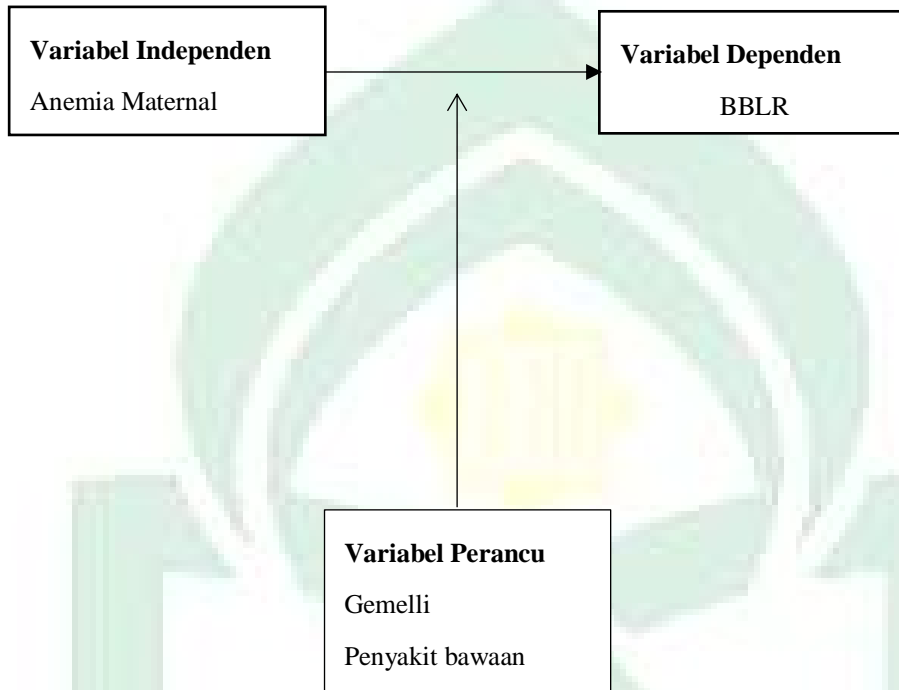 Variabel Independen
Anemia Maternal
Variabel Dependen
BBLR
Variabel Perancu
Gemelli
Penyakit bawaan